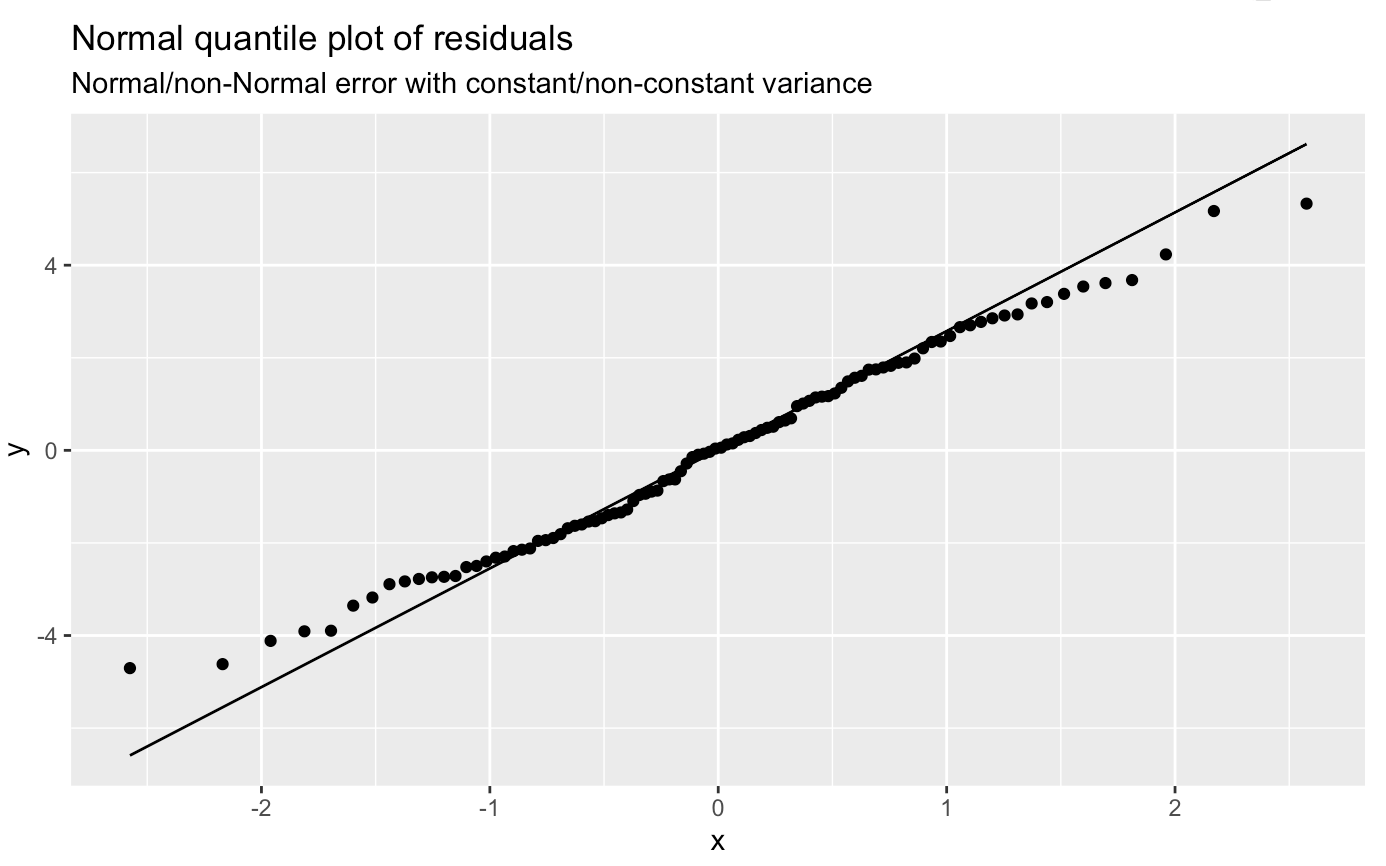 Normal quantile plot of residuals
Normal/non-Normal error with constant/non-constant variance
4
0
-4
y
-2 -1 0 1 2
x